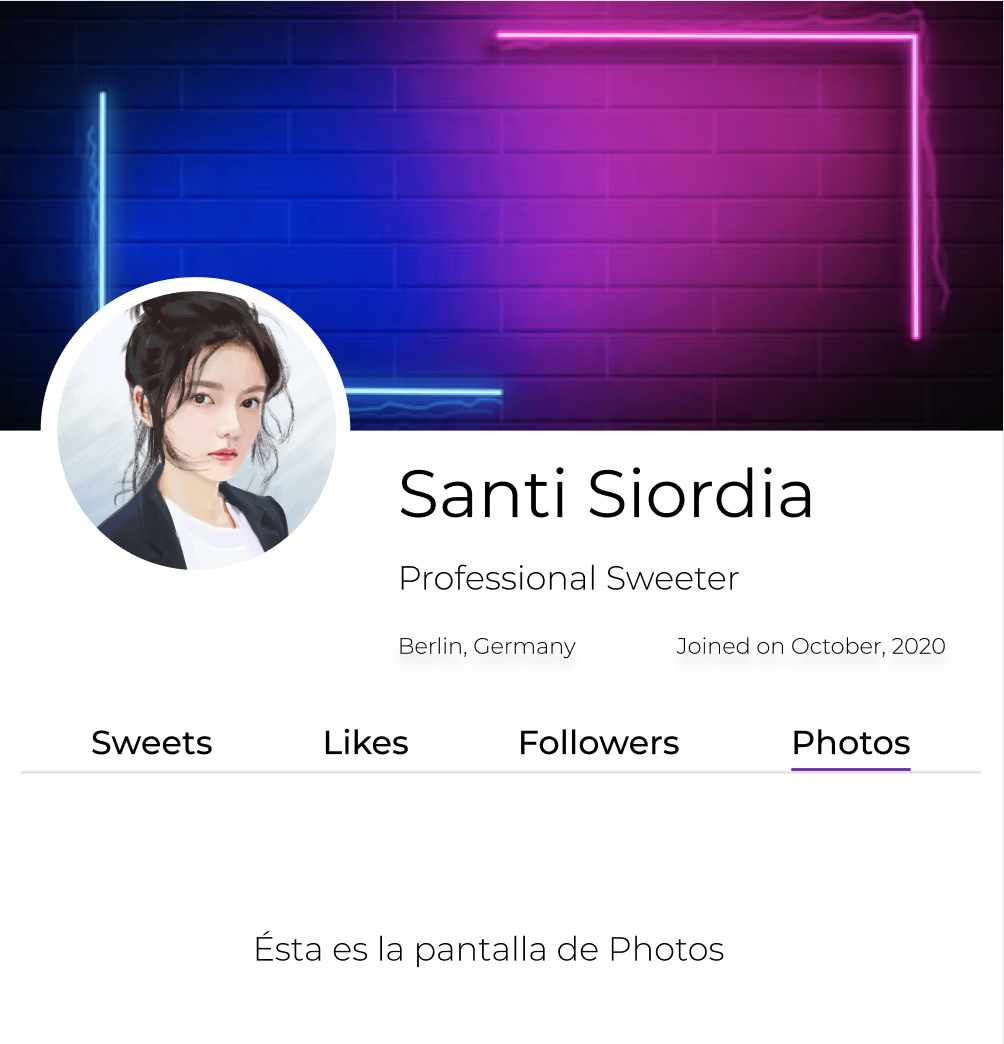 Santi Siordia
Professional Sweeter
Berlin, Germany Joined on October, 2020
Sweets Likes Followers Photos
Ésta es la pantalla de Photos